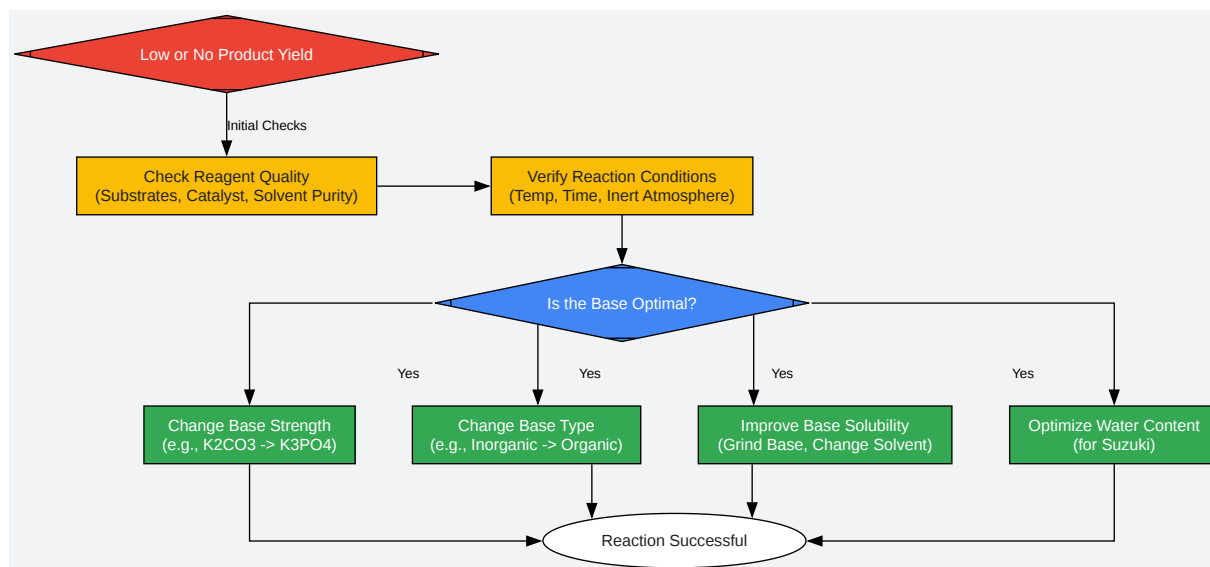 Low or No Product Yield
Initial Checks
Check Reagent Quality
(Substrates, Catalyst, Solvent Purity)
Verify Reaction Conditions
(Temp, Time, Inert Atmosphere)
Is the Base Optimal?
Yes
Yes
Yes
Yes
Change Base Strength
(e.g., K2CO3 -> K3PO4)
Change Base Type
(e.g., Inorganic -> Organic)
Improve Base Solubility
(Grind Base, Change Solvent)
Optimize Water Content
(for Suzuki)
Reaction Successful